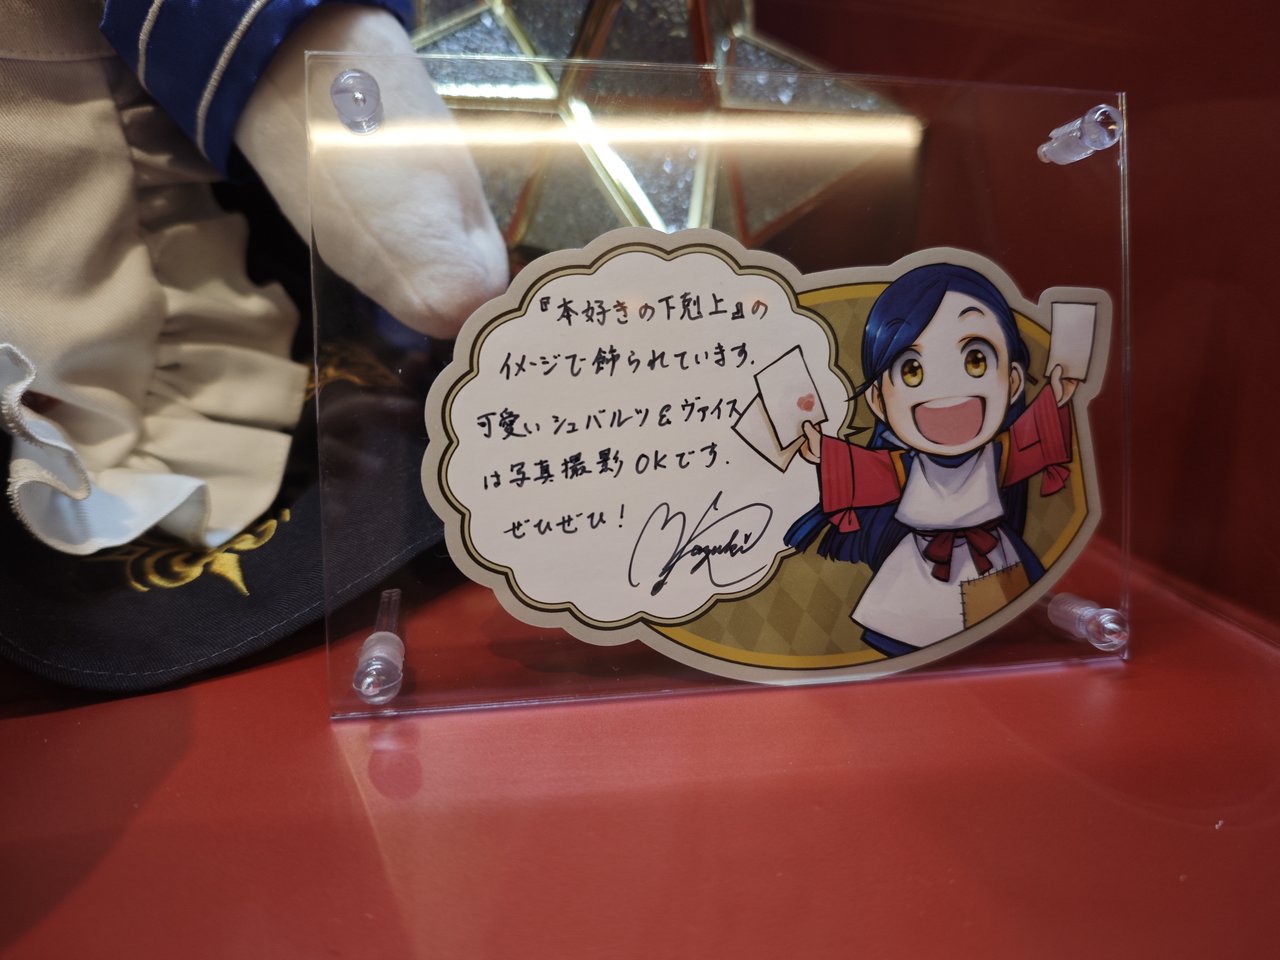 『本好きの下剋上』の
イメージで飾られています.
可愛いシュバルツ&ヴァイス
は写真撮影OKです.
ぜひぜひ!
Kazuki